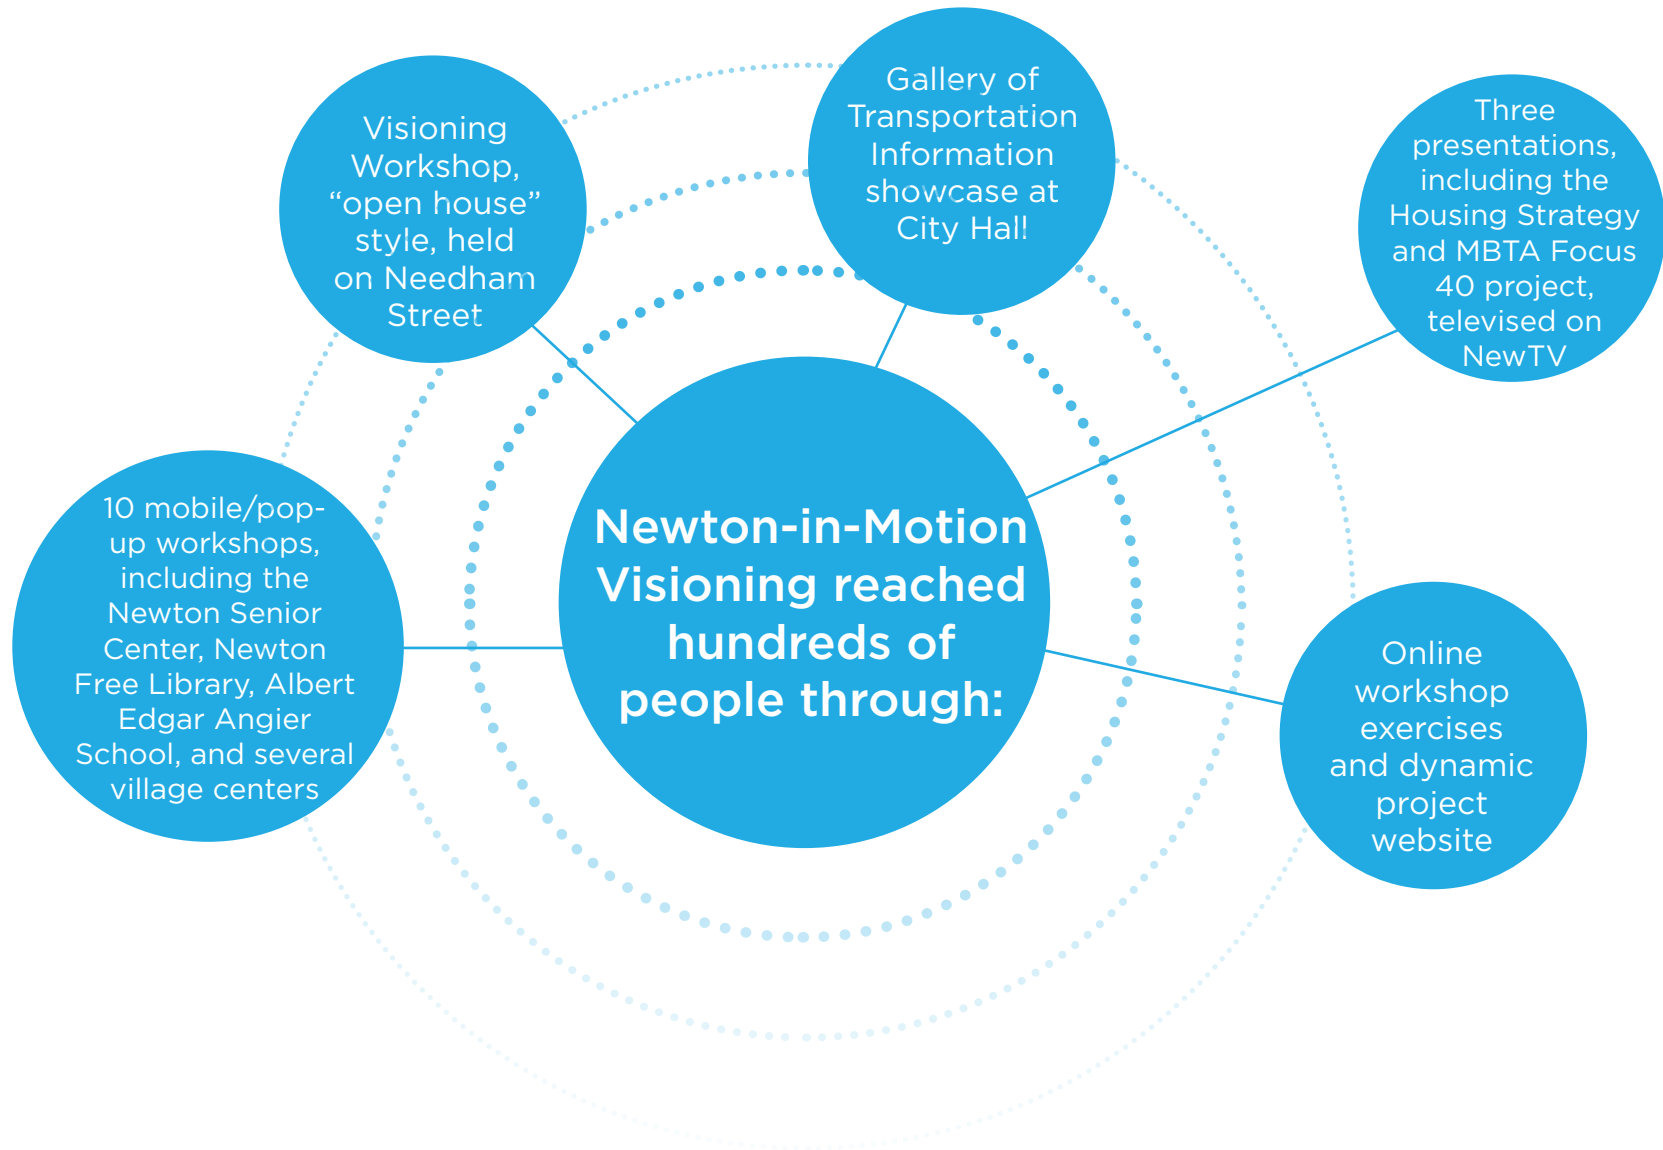 Visioning
Workshop,
“open house”
style, held
on Needham
Street
Gallery of
Transportation
Information
showcase at
City Hall
Three
presentations,
including the
Housing Strategy
and MBTA Focus
40 project,
televised on
NewTV
10 mobile/pop-
up workshops,
including the
Newton Senior
Center, Newton
Free Library, Albert
Edgar Angier
School, and several
village centers
Newton-in-Motion
Visioning reached
hundreds of
people through:
Online
workshop
exercises
and dynamic
project
website